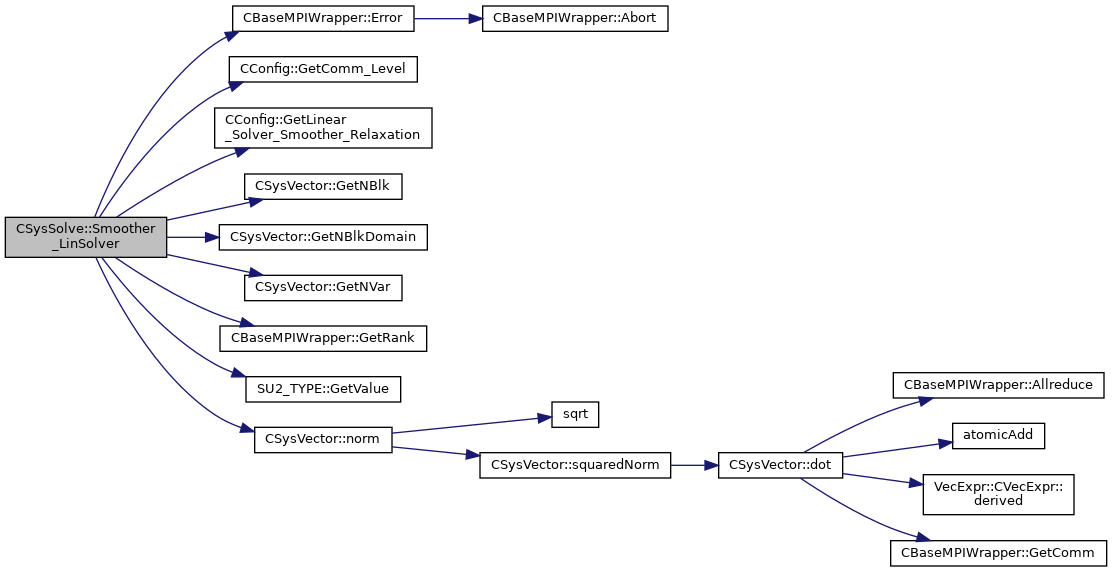 CBaseMPIWrapper::Error
CBaseMPIWrapper::Abort
CConfig::GetComm_Level
CConfig::GetLinear
_Solver_Smoother_Relaxation
CSysVector::GetNBlk
CSysSolve::Smoother
_LinSolver
CSysVector::GetNBlkDomain
CSysVector::GetNVar
CBaseMPIWrapper::GetRank
SU2_TYPE::GetValue
CSysVector::norm
sqrt
CSysVector::squaredNorm
CSysVector::dot
CBaseMPIWrapper::Allreduce
atomicAdd
VecExpr::CVecExpr::
derived
CBaseMPIWrapper::GetComm